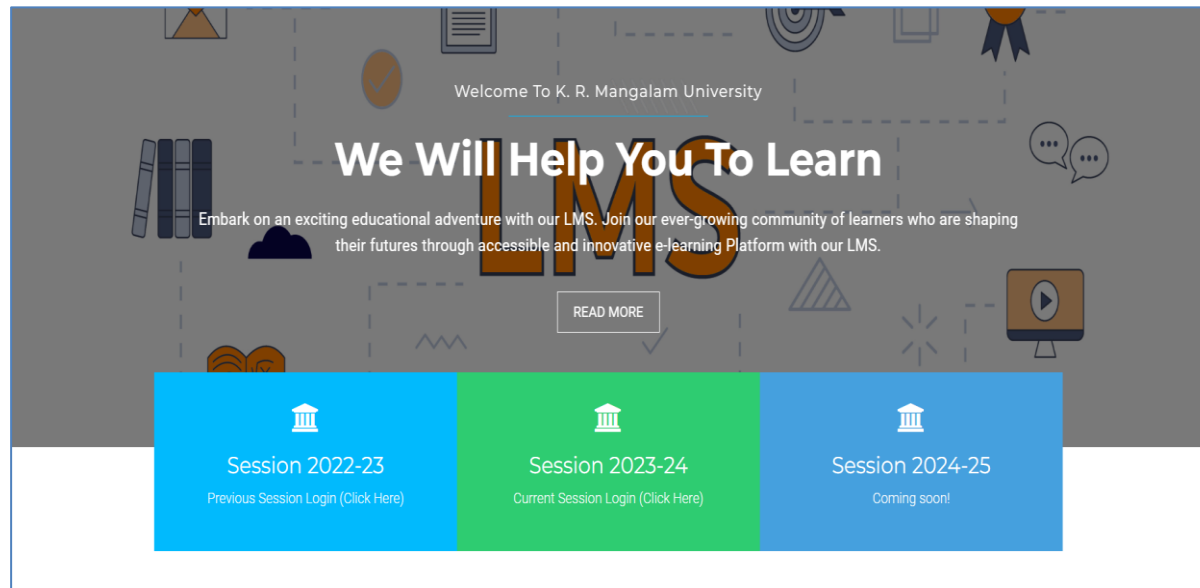 Welcome To K. R. Mangalam University
LMS
We Will Help You To Learn
Embark on an exciting educational adventure with our LMS. Join our ever-growing community of learners who are shaping
their futures through accessible and innovative e-learning Platform with our LMS.
READ MORE
Session 2022-23
Previous Session Login (Click Here)
Session 2023-24
Current Session Login (Click Here)
Session 2024-25
Coming soon!